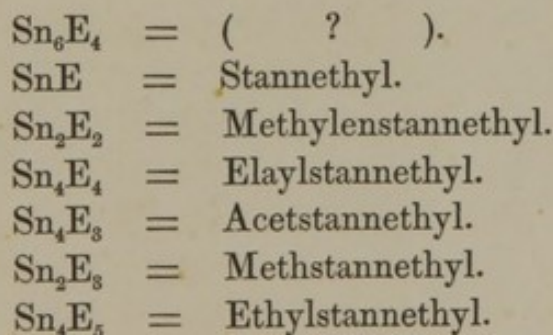 Sn₆E₄ = ( ? ).
SnE = Stannethyl.
Sn₂E₂ = Methylenstannethyl.
Sn₄E₄ = Elaylstannethyl.
Sn₄E₃ = Acetstannethyl.
Sn₂E₃ = Methstannethyl.
Sn₄E₅ = Ethylstannethyl.